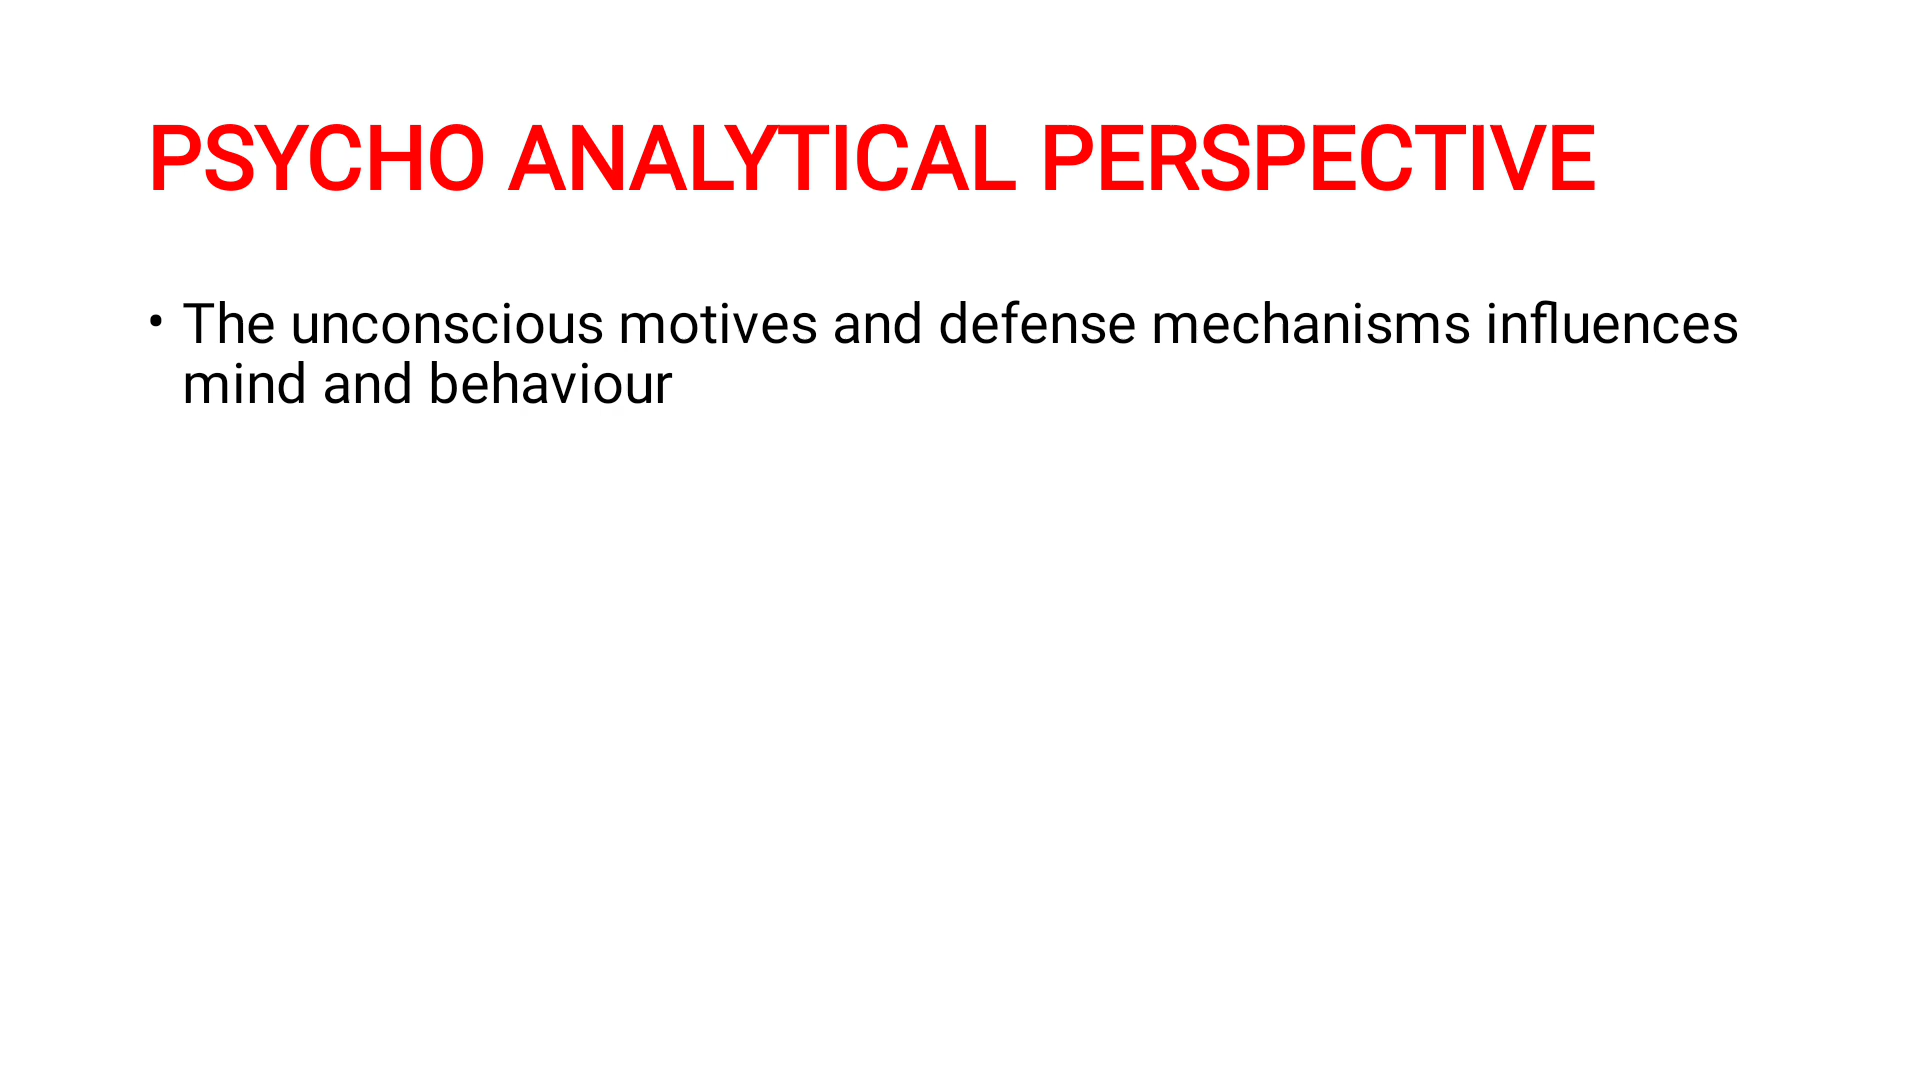 PSYCHO ANALYTICAL PERSPECTIVE
• The unconscious motives and defense mechanisms influences
mind and behaviour